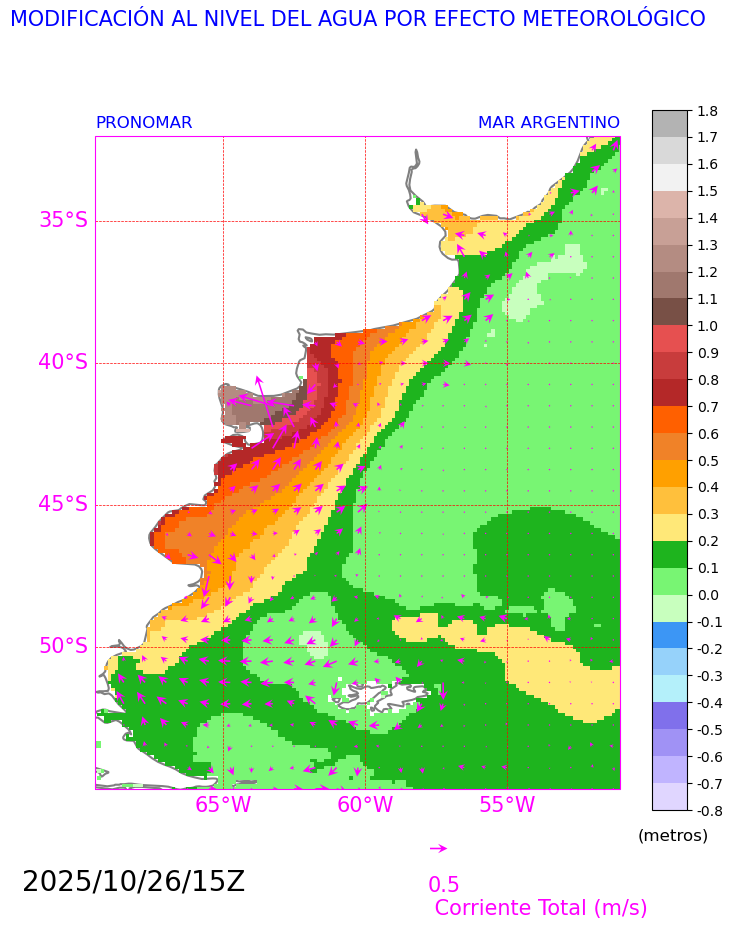 MODIFICACIÓN AL NIVEL DEL AGUA POR EFECTO METEOROLÓGICO
PRONOMAR MAR ARGENTINO
35°S
40°S
45°S
50°S
65°W 60°W 55°W
1.8
1.7
1.6
1.5
1.4
1.3
1.2
1.1
1.0
0.9
0.8
0.7
0.6
0.5
0.4
0.3
0.2
0.1
0.0
-0.1
-0.2
-0.3
-0.4
-0.5
-0.6
-0.7
-0.8
(metros)
2025/10/26/15Z
0.5
Corriente Total (m/s)